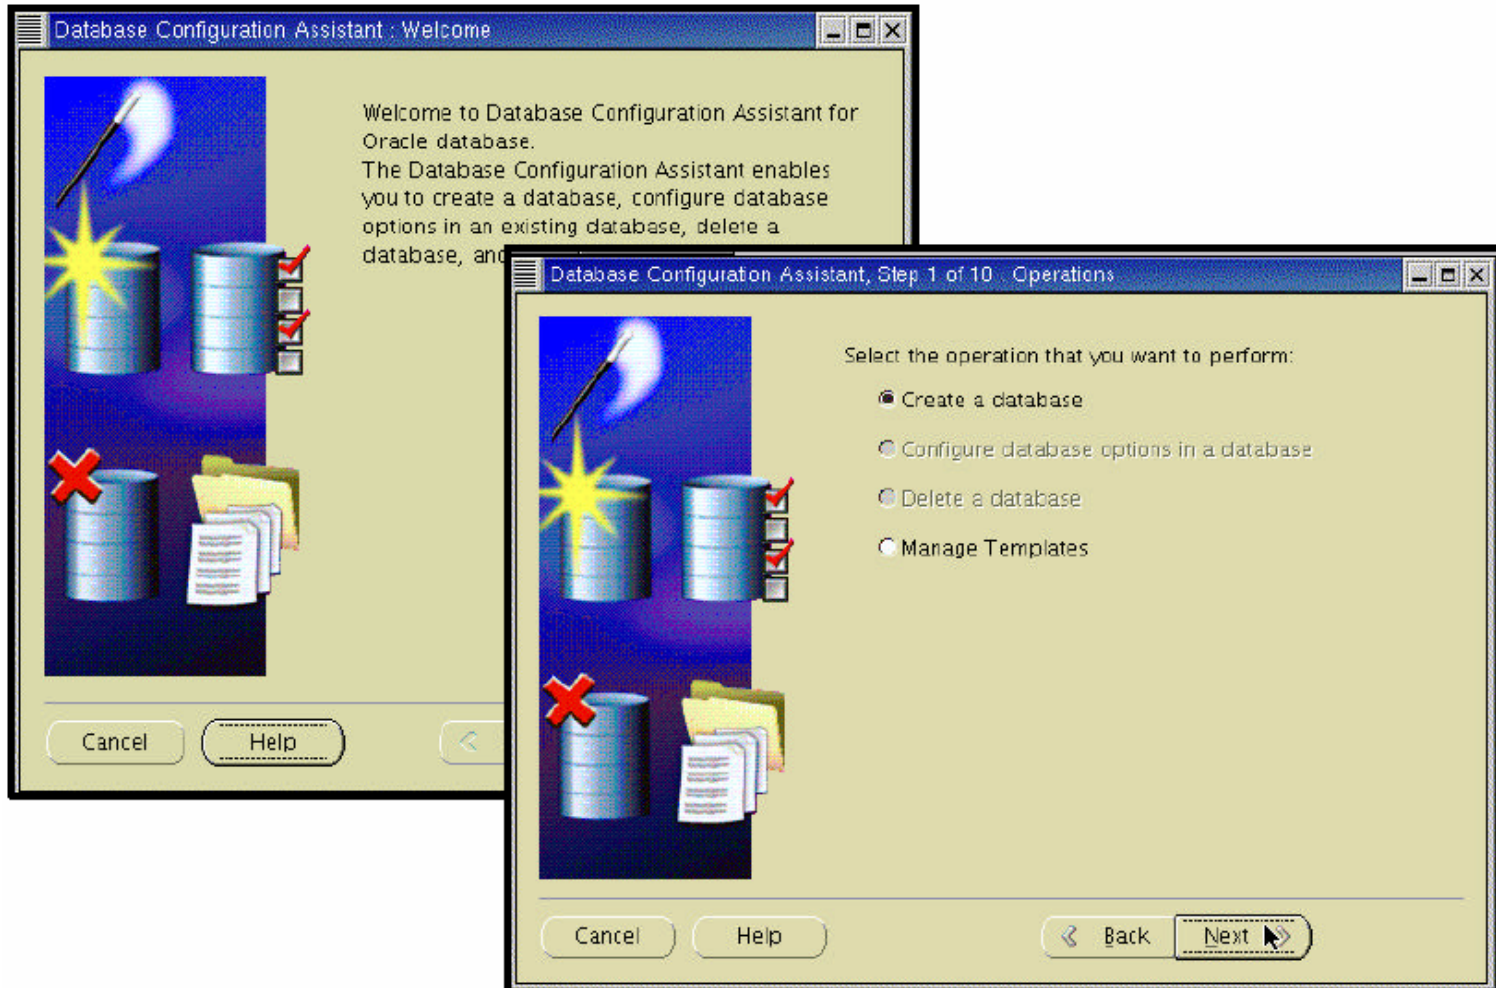 Database Configuration Assistant : Welcome
Welcome to Database Configuration Assistant for
Oracle database.
The Database Configuration Assistant enables
you to create a database, configure database
options in an existing database, delete a
database, and
Cancel
Help
Database Configuration Assistant, Step 1 of 10 : Operations
Select the operation that you want to perform:
Create a database
Configure database options in a database
Delete a database
Manage Templates
Cancel
Help
Back
Next